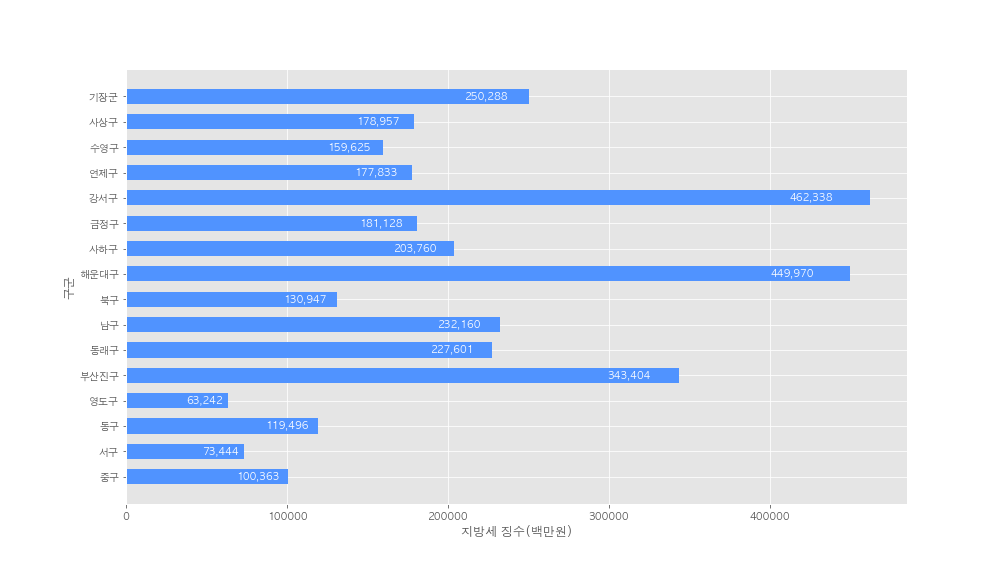 기장군 250,288
사상구 178,957
수영구 159,625
연제구 177,833
강서구 462,338
금정구 181,128
사하구 203,760
해운대구 449,970
북구 130,947
남구 232,160
동래구 227,601
부산진구 343,404
영도구 63,242
동구 119,496
서구 73,444
중구 100,363
구군
0 100000 200000 300000 400000
지방세 징수(백만원)